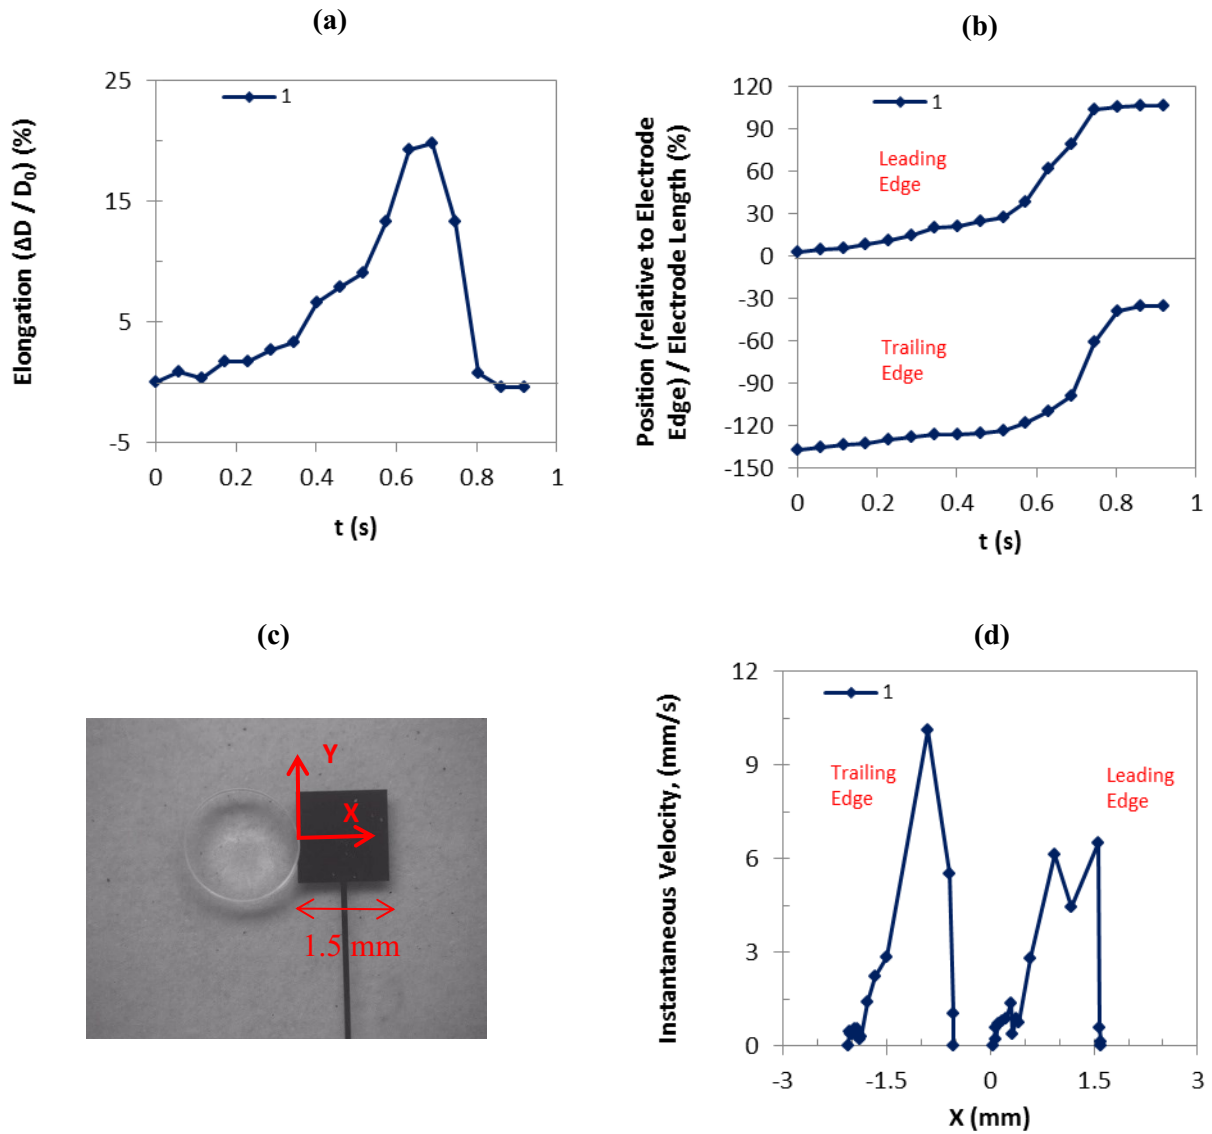 (a)
Elongation (ΔD / D₀) (%)
25
15
5
-5
1
0
0.2
0.4
0.6
0.8
1
t (s)
(b)
Position (relative to Electrode
Edge) / Electrode Length (%)
120
90
60
30
0
-30
-60
-90
-120
-150
1
Leading
Edge
Trailing
Edge
0
0.2
0.4
0.6
0.8
1
t (s)
(c)
Y
X
1.5 mm
(d)
Instantaneous Velocity, (mm/s)
12
9
6
3
0
1
Trailing
Edge
Leading
Edge
-3
-1.5
0
1.5
3
X (mm)